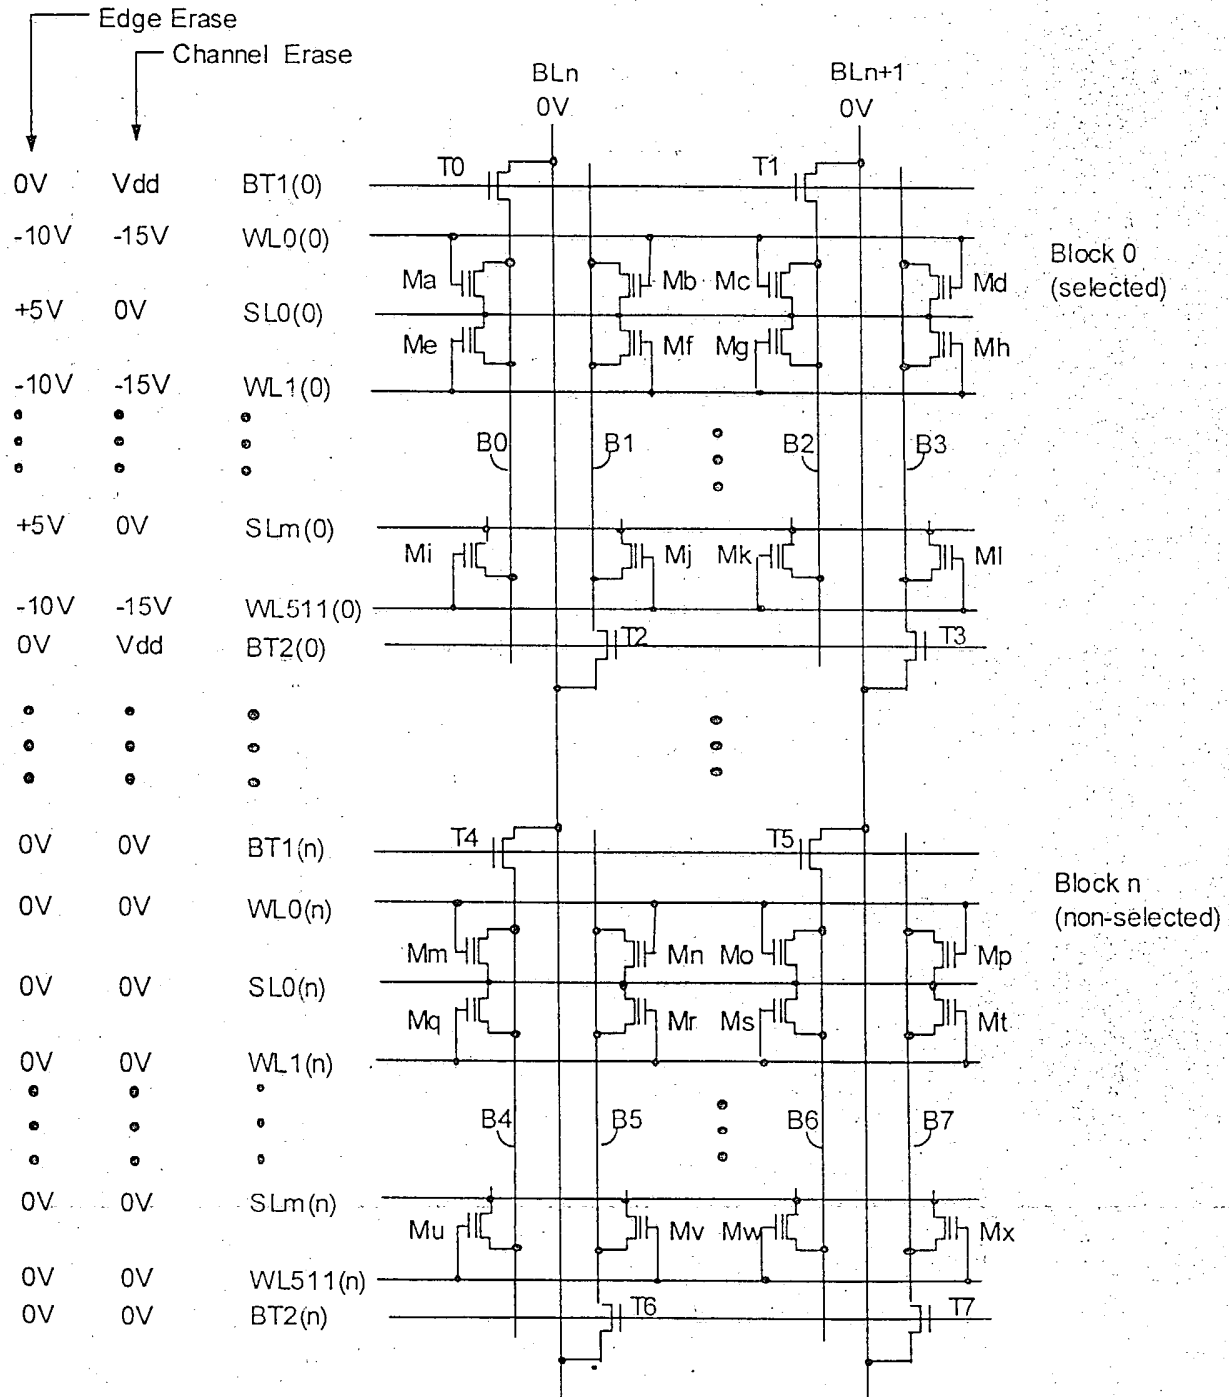 Edge Erase
Channel Erase
BLn BLn+1
0V 0V
0V Vdd BT1(0) T0 T1
-10V -15V WL0(0)
Block 0
(selected)
Ma Mb Mc Md
+5V 0V SL0(0)
Me Mf Mg Mh
-10V -15V WL1(0)
B0 B1 B2 B3
+5V 0V SLm(0)
Mi Mj Mk Ml
-10V -15V WL511(0)
0V Vdd BT2(0) T2 T3
0V 0V BT1(n) T4 T5
0V 0V WL0(n)
Block n
(non-selected)
Mm Mn Mo Mp
0V 0V SL0(n)
Mq Mr Ms Mt
0V 0V WL1(n)
B4 B5 B6 B7
0V 0V SLm(n)
Mu Mv Mw Mx
0V 0V WL511(n)
0V 0V BT2(n) T6 T7